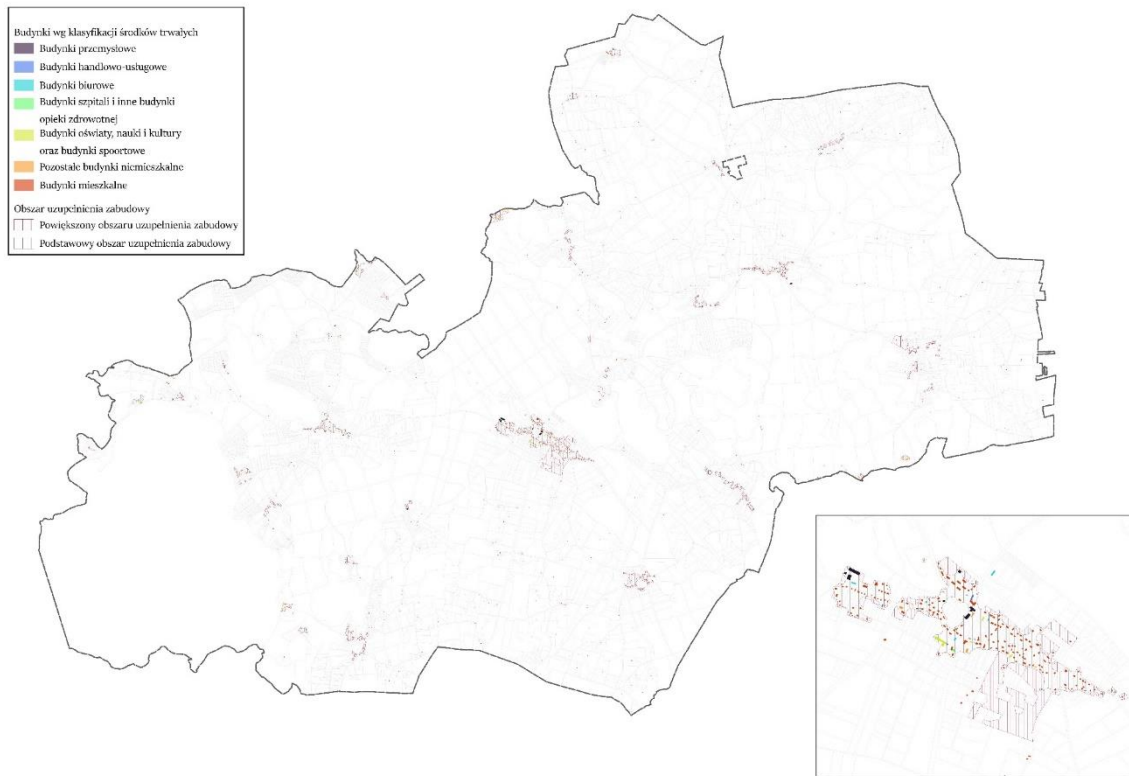 Budynki wg klasyfikacji środków trwałych
Budynki przemysłowe
Budynki handlowo-usługowe
Budynki biurowe
Budynki szpitali i inne budynki
opieki zdrowotnej
Budynki oświaty, nauki i kultury
oraz budynki spoortowe
Pozostałe budynki niemieszkalne
Budynki mieszkalne
Obszar uzupełnienia zabudowy
Powiększony obszaru uzupełnienia zabudowy
Podstawowy obszar uzupełnienia zabudowy